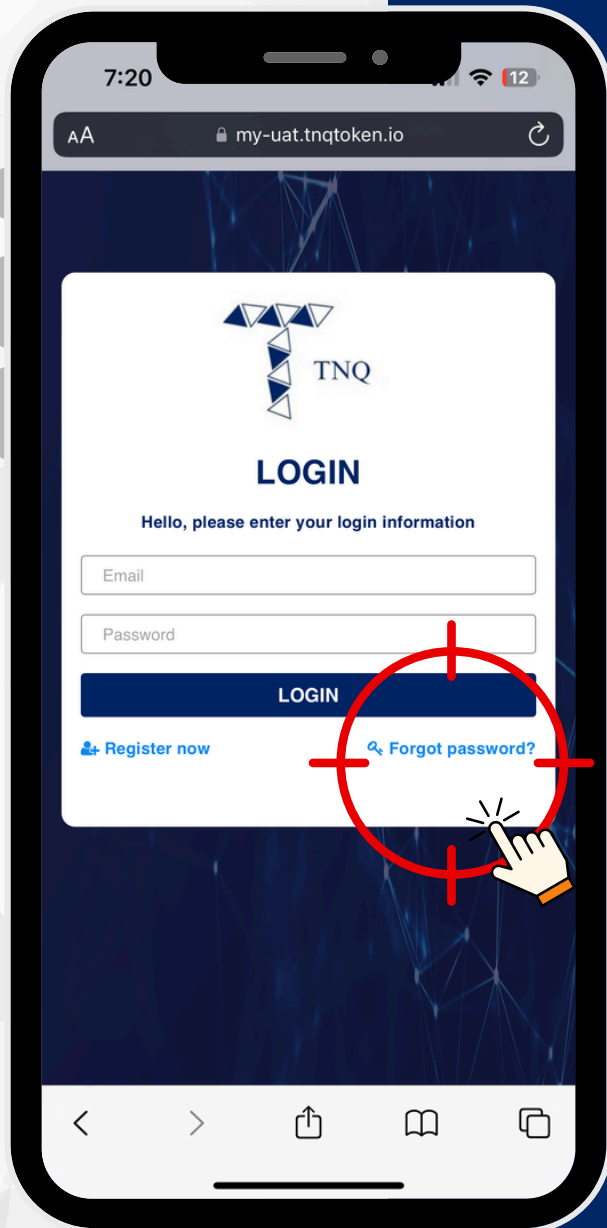 7:20
12
AA
my-uat.tnqtoken.io
TNQ
LOGIN
Hello, please enter your login information
Email
Password
LOGIN
Register now
Forgot password?